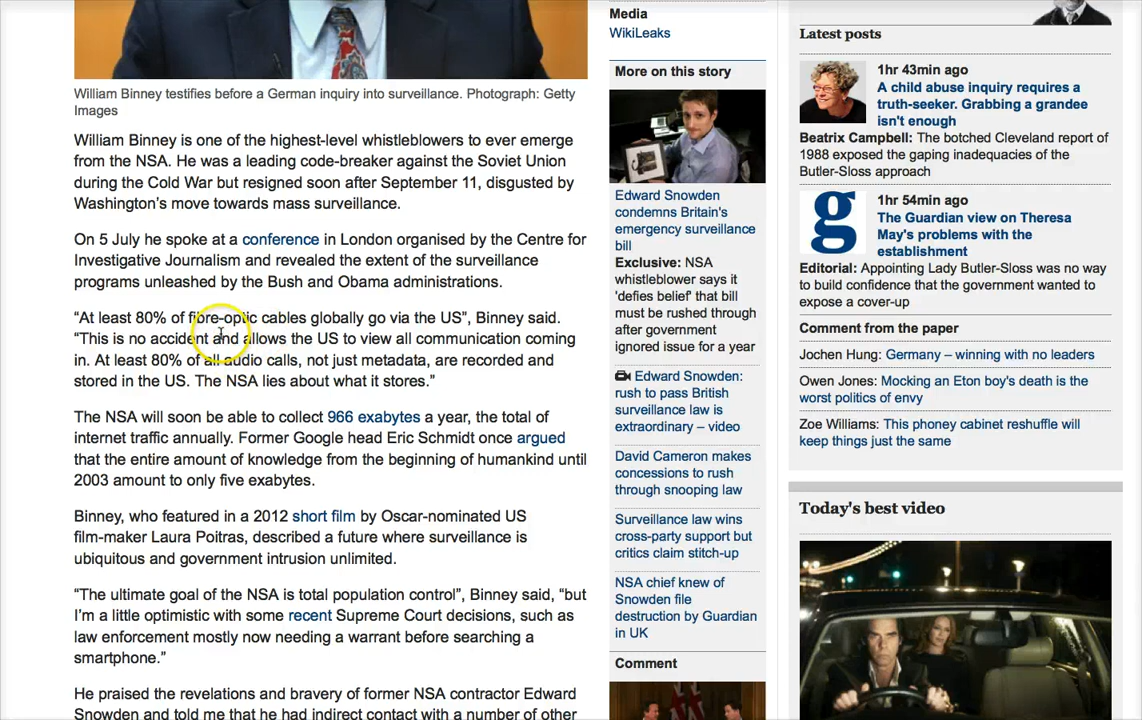 William Binney testifies before a German inquiry into surveillance. Photograph: Getty
Images
William Binney is one of the highest-level whistleblowers to ever emerge
from the NSA. He was a leading code-breaker against the Soviet Union
during the Cold War but resigned soon after September 11, disgusted by
Washington's move towards mass surveillance.
On 5 July he spoke at a conference in London organised by the Centre for
Investigative Journalism and revealed the extent of the surveillance
programs unleashed by the Bush and Obama administrations.
“At least 80% of fibre-optic cables globally go via the US”, Binney said.
“This is no accident and allows the US to view all communication coming
in. At least 80% of all audio calls, not just metadata, are recorded and
stored in the US. The NSA lies about what it stores.”
The NSA will soon be able to collect 966 exabytes a year, the total of
internet traffic annually. Former Google head Eric Schmidt once argued
that the entire amount of knowledge from the beginning of humankind until
2003 amount to only five exabytes.
Binney, who featured in a 2012 short film by Oscar-nominated US
film-maker Laura Poitras, described a future where surveillance is
ubiquitous and government intrusion unlimited.
“The ultimate goal of the NSA is total population control”, Binney said, “but
I'm a little optimistic with some recent Supreme Court decisions, such as
law enforcement mostly now needing a warrant before searching a
smartphone.”
He praised the revelations and bravery of former NSA contractor Edward
Snowden and told me that he had indirect contact with a number of other
Media
WikiLeaks
More on this story
Edward Snowden
condemns Britain's
emergency surveillance
bill
Exclusive: NSA
whistleblower says it
'defies belief' that bill
must be rushed through
after government
ignored issue for a year
Edward Snowden:
rush to pass British
surveillance law is
extraordinary – video
David Cameron makes
concessions to rush
through snooping law
Surveillance law wins
cross-party support but
critics claim stitch-up
NSA chief knew of
Snowden file
destruction by Guardian
in UK
Comment
Latest posts
1hr 43min ago
A child abuse inquiry requires a
truth-seeker. Grabbing a grandee
isn't enough
Beatrix Campbell: The botched Cleveland report of
1988 exposed the gaping inadequacies of the
Butler-Sloss approach
g
1hr 54min ago
The Guardian view on Theresa
May's problems with the
establishment
Editorial: Appointing Lady Butler-Sloss was no way
to build confidence that the government wanted to
expose a cover-up
Comment from the paper
Jochen Hung: Germany – winning with no leaders
Owen Jones: Mocking an Eton boy's death is the
worst politics of envy
Zoe Williams: This phoney cabinet reshuffle will
keep things just the same
Today's best video